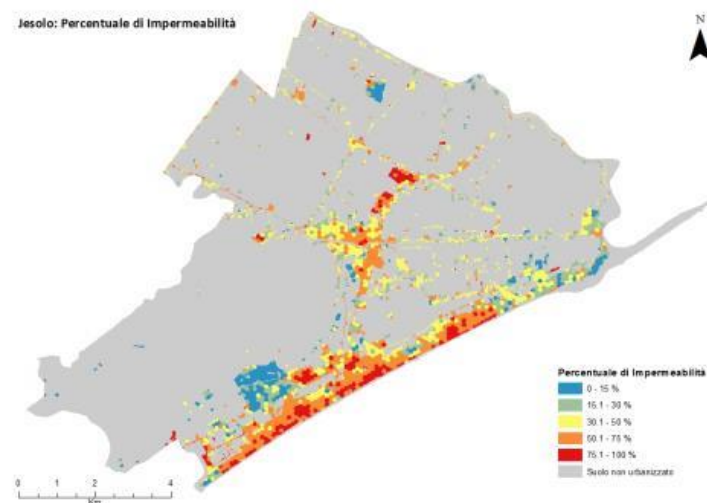 Jesolo: Percentuale di Impermeabilità
N
Percentuale di Impermeabilità
0 - 15 %
15.1 - 30 %
30.1 - 50 %
50.1 - 75 %
75.1 - 100 %
Suolo non urbanizzato
0 1 2 4
Km